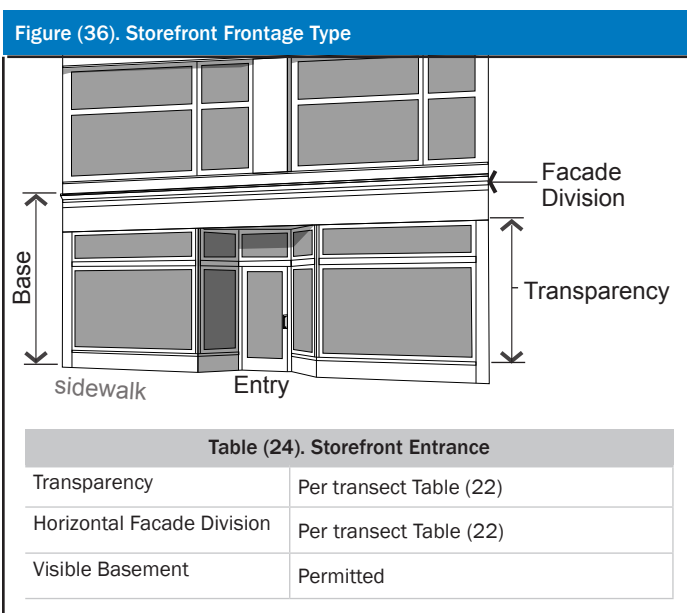 Figure (36). Storefront Frontage Type
Facade
Division
Base
Transparency
sidewalk
Entry
Table (24). Storefront Entrance
Transparency Per transect Table (22)
Horizontal Facade Division Per transect Table (22)
Visible Basement Permitted